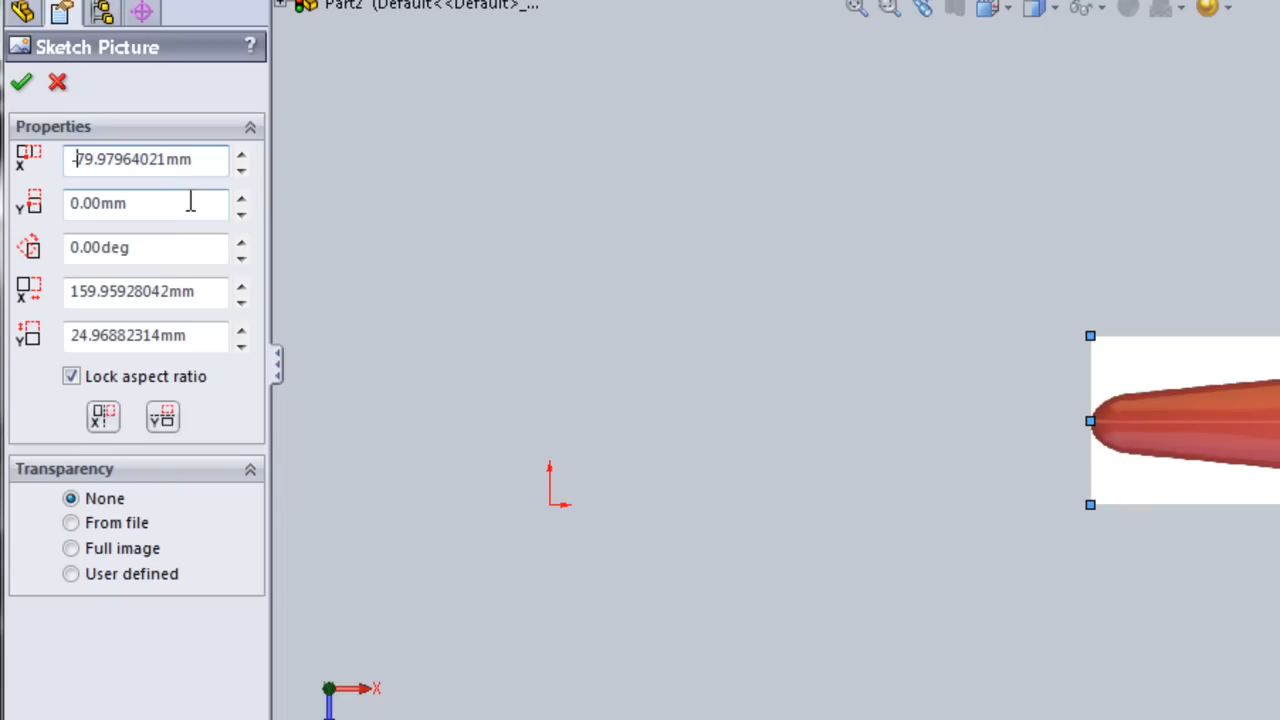 Part2 (Default<<Default>_...
Sketch Picture ?
Properties
X -79.97964021mm
Y 0.00mm
0.00deg
X 159.95928042mm
Y 24.96882314mm
Lock aspect ratio
X! Y
Transparency
None
From file
Full image
User defined
X